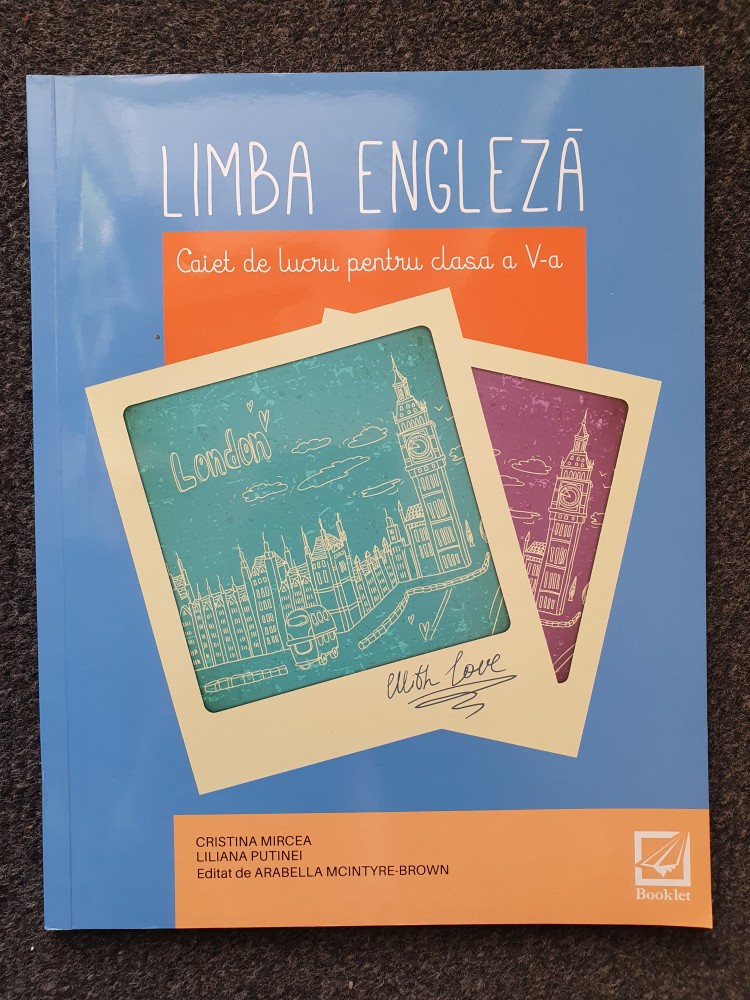 LIMBA ENGLEZĂ
Caiet de lucru pentru clasa a V-a
London
With Love
CRISTINA MIRCEA
LILIANA PUTINEI
Editat de ARABELLA MCINTYRE-BROWN
Booklet